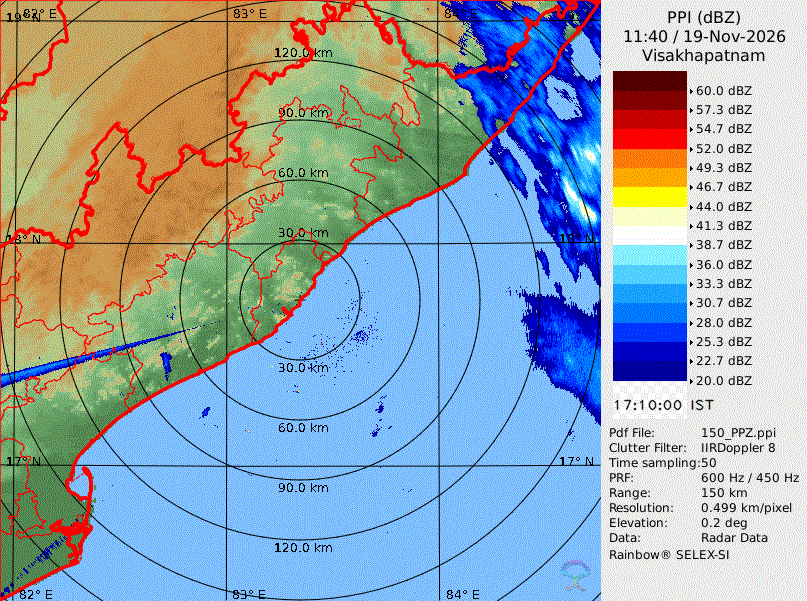 82° E
83° E
8
19° N
120.0 km
90.0 km
60.0 km
30.0 km
18° N
18° N
30.0 km
60.0 km
17° N
17° N
90.0 km
120.0 km
82° E
83° E
84° E
PPI (dBZ)
11:40 / 19-Nov-2026
Visakhapatnam
60.0 dBZ
57.3 dBZ
54.7 dBZ
52.0 dBZ
49.3 dBZ
46.7 dBZ
44.0 dBZ
41.3 dBZ
38.7 dBZ
36.0 dBZ
33.3 dBZ
30.7 dBZ
28.0 dBZ
25.3 dBZ
22.7 dBZ
20.0 dBZ
17:10:00 IST
Pdf File: 150_PPZ.ppi
Clutter Filter: IIRDoppler 8
Time sampling:50
PRF: 600 Hz / 450 Hz
Range: 150 km
Resolution: 0.499 km/pixel
Elevation: 0.2 deg
Data: Radar Data
Rainbow® SELEX-SI